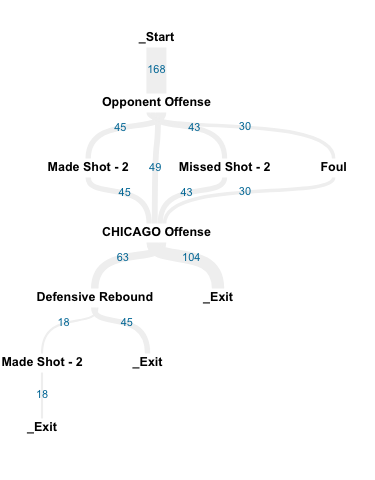 _Start
168
Opponent Offense
45 43 30
Made Shot - 2 49 Missed Shot - 2 Foul
45 43 30
CHICAGO Offense
63 104
Defensive Rebound _Exit
18 45
Made Shot - 2 _Exit
18
_Exit